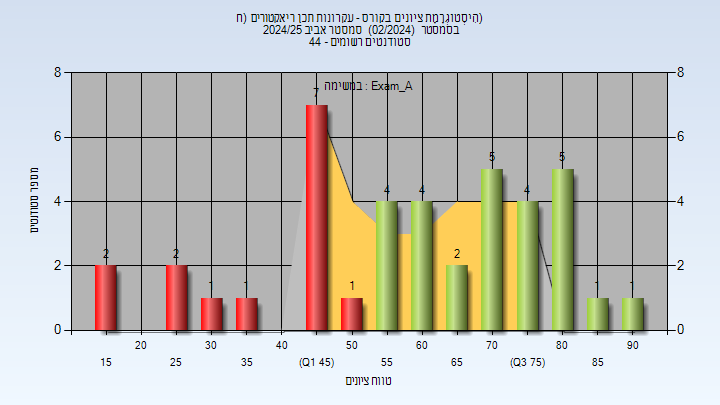 (הִיסְטוֹגְרָמַת ציונים בקורס - עקרונות תכן ריאקטורים (ח
בסמסטר (02/2024) סמסטר אביב 2024/25
סטודנטים רשומים - 44
במשימה : Exam_A
מספר סטודנטים
8 8
6 6
4 4
2 2
0 0
2 2 1 1 7 1 4 4 2 5 4 5 1 1
20 30 40 50 60 70 80 90
15 25 35 (Q1 45) 55 65 (Q3 75) 85
טווח ציונים